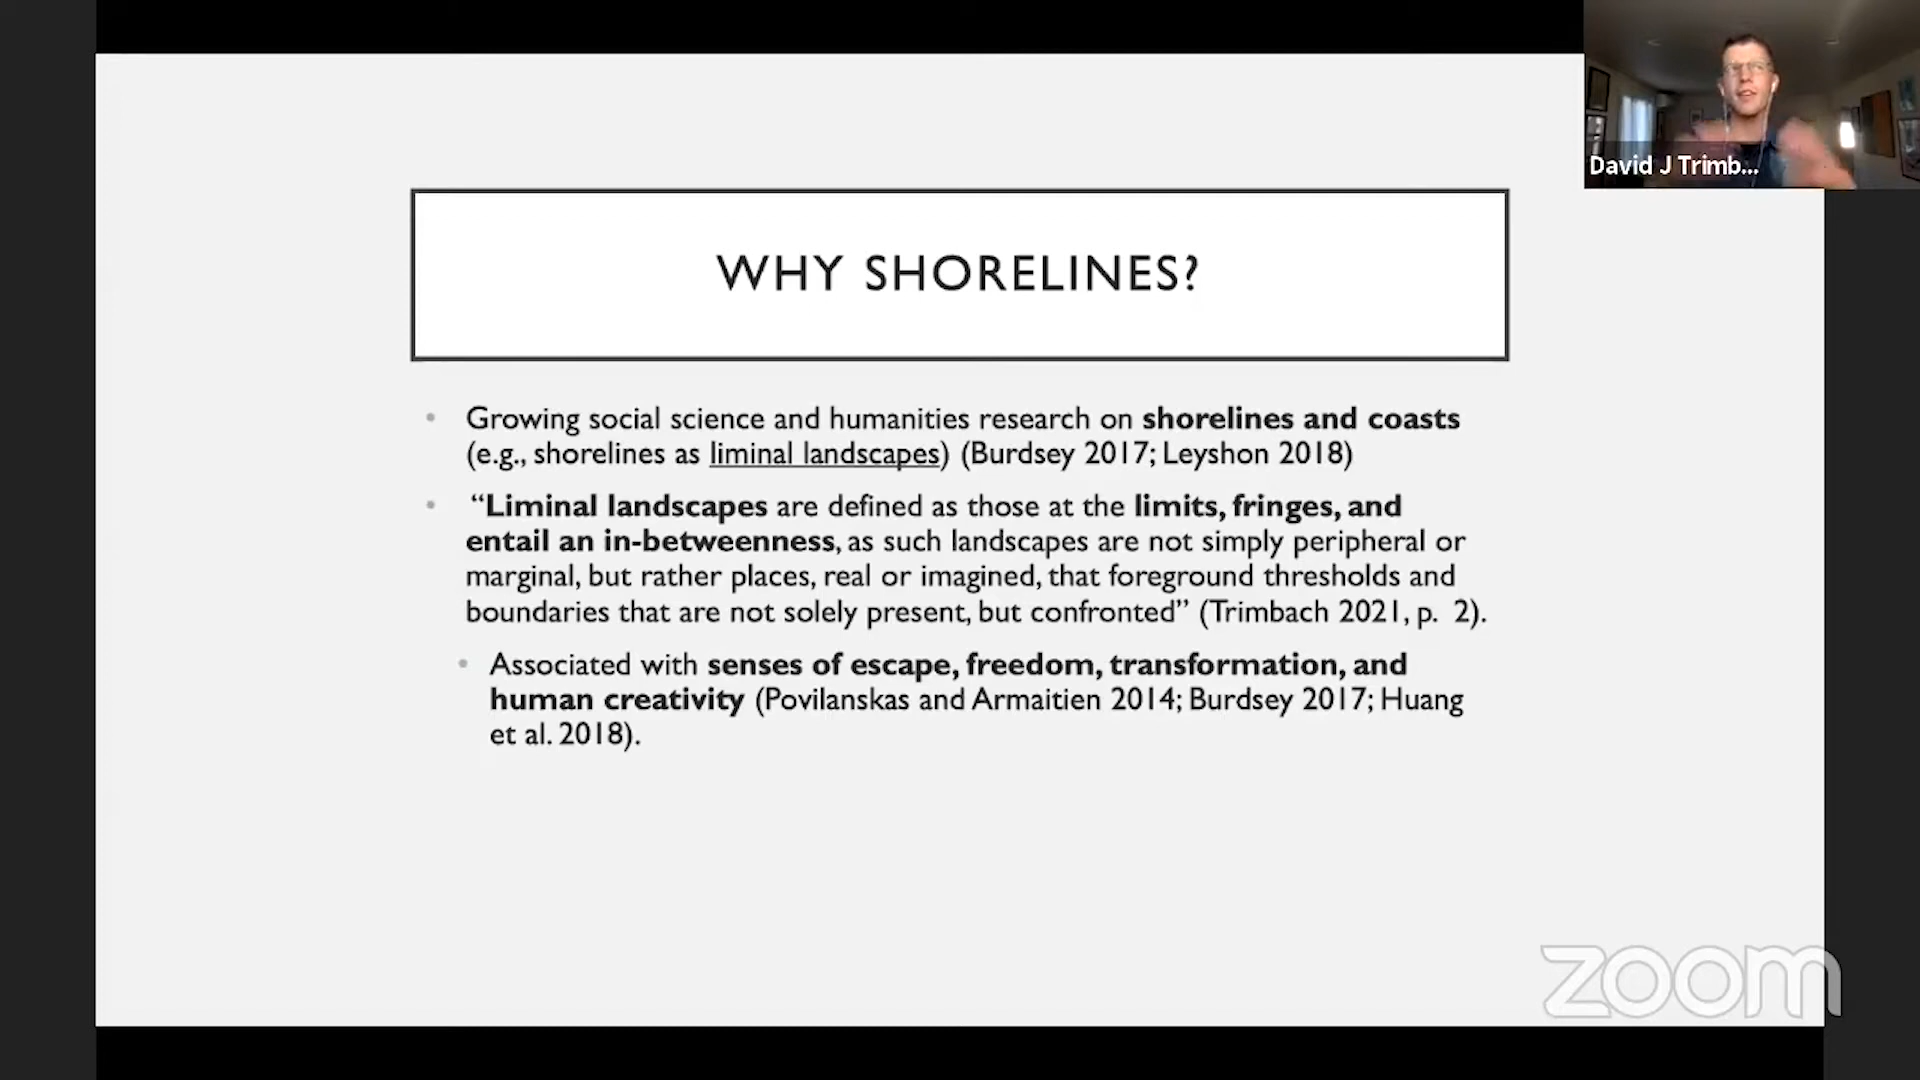 David J Trimb...
WHY SHORELINES?
• Growing social science and humanities research on shorelines and coasts
(e.g., shorelines as liminal landscapes) (Burdsey 2017; Leyshon 2018)
• “Liminal landscapes are defined as those at the limits, fringes, and
entail an in-betweenness, as such landscapes are not simply peripheral or
marginal, but rather places, real or imagined, that foreground thresholds and
boundaries that are not solely present, but confronted” (Trimbach 2021, p. 2).
• Associated with senses of escape, freedom, transformation, and
human creativity (Povilanskas and Armaitien 2014; Burdsey 2017; Huang
et al. 2018).
zoom